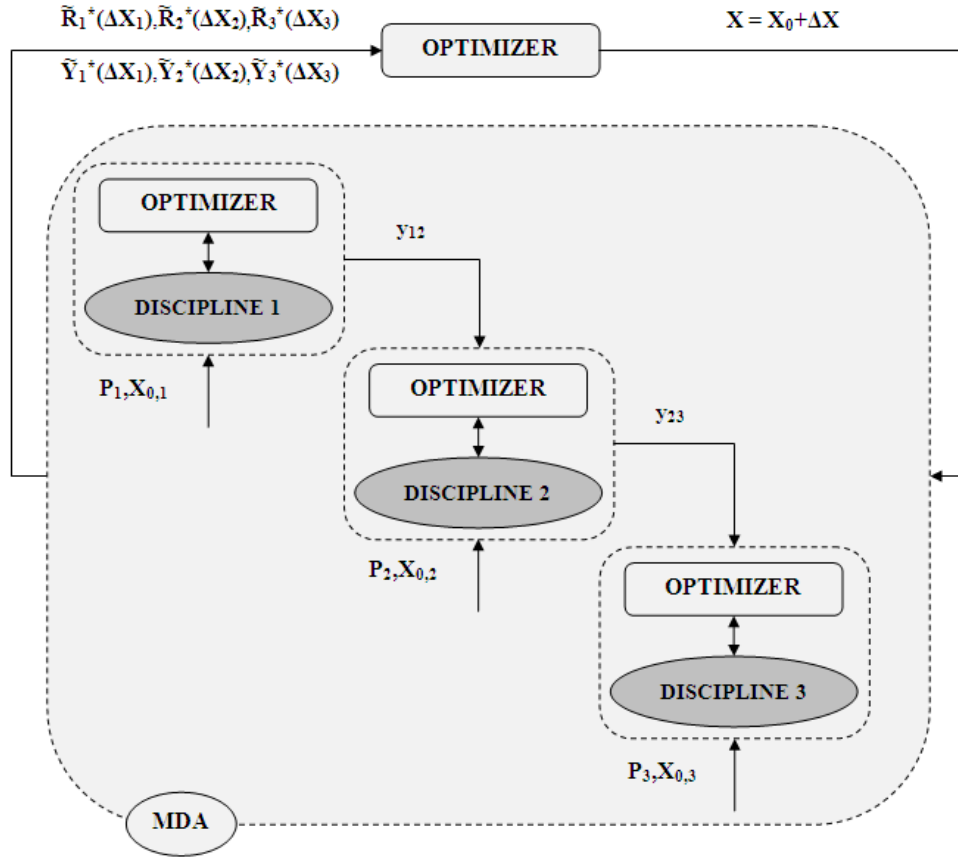 R̃₁*(ΔX₁),R̃₂*(ΔX₂),R̃₃*(ΔX₃)
Ỹ₁*(ΔX₁),Ỹ₂*(ΔX₂),Ỹ₃*(ΔX₃)
OPTIMIZER
X = X₀+ΔX
OPTIMIZER
DISCIPLINE 1
y₁₂
P₁,X₀,₁
OPTIMIZER
DISCIPLINE 2
y₂₃
P₂,X₀,₂
OPTIMIZER
DISCIPLINE 3
P₃,X₀,₃
MDA